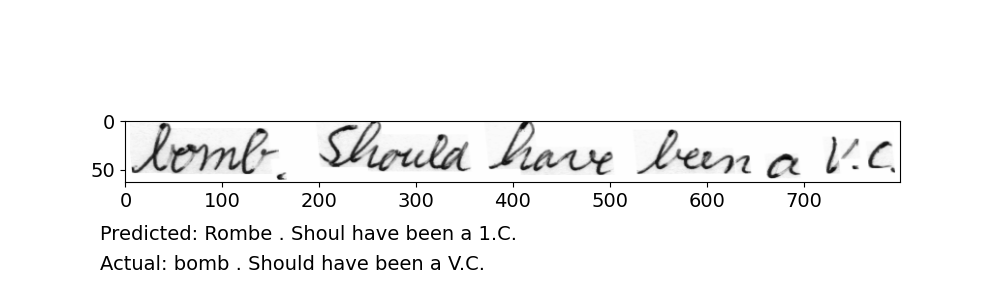 0
bomb. Should have been a V.C.
50
0 100 200 300 400 500 600 700
Predicted: Rombe . Shoul have been a 1.C.
Actual: bomb . Should have been a V.C.